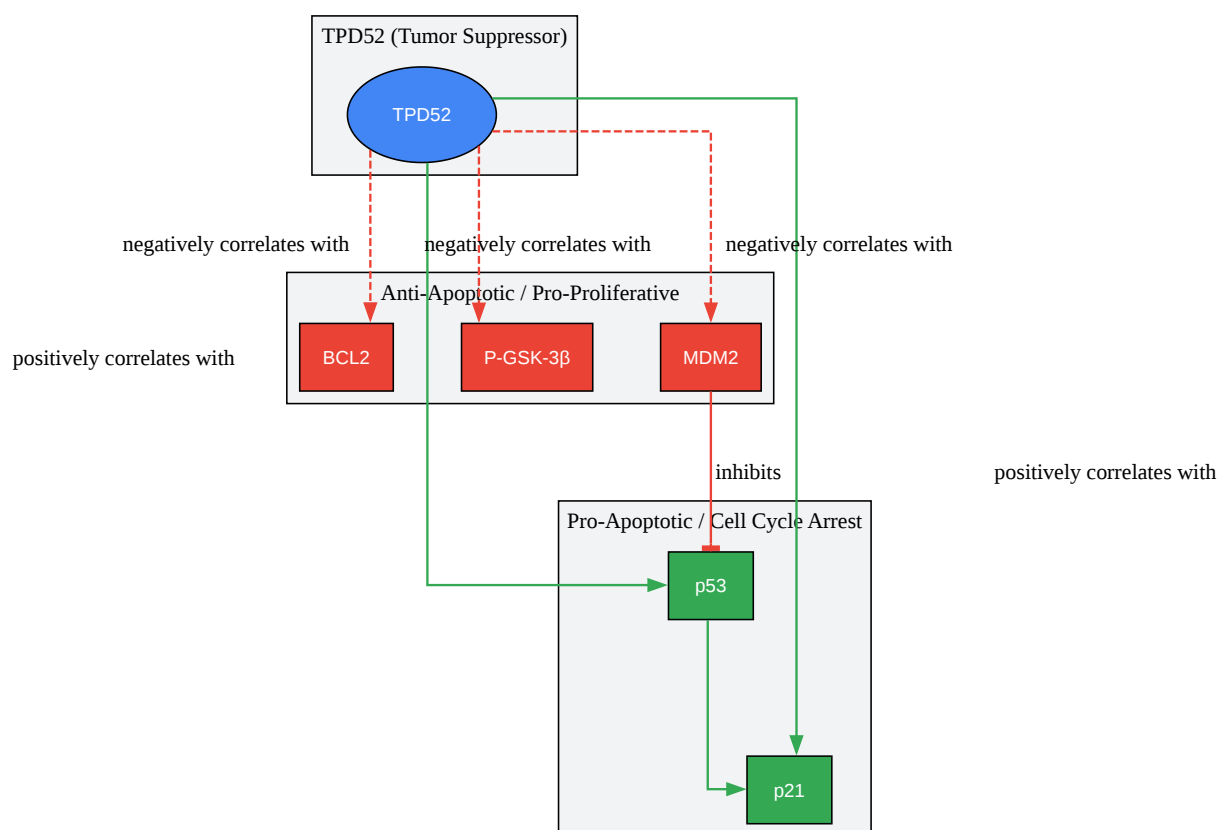 TPD52 (Tumor Suppressor)
TPD52
negatively correlates with
negatively correlates with
negatively correlates with
Anti-Apoptotic / Pro-Proliferative
BCL2
P-GSK-3β
MDM2
positively correlates with
inhibits
positively correlates with
Pro-Apoptotic / Cell Cycle Arrest
p53
p21